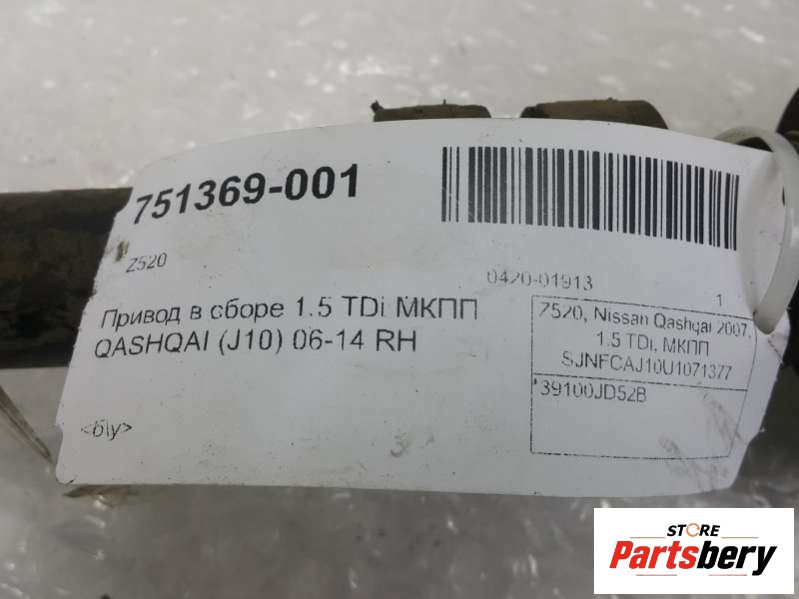 751369-001
Z520
0420-01913
1
Привод в сборе 1.5 TDi МКПП
QASHQAI (J10) 06-14 RH
<б\у>
Z520, Nissan Qashqai 2007,
1.5 TDi, МКПП
SJNFCAJ10U1071377
39100JD52B
STORE
Partsbery